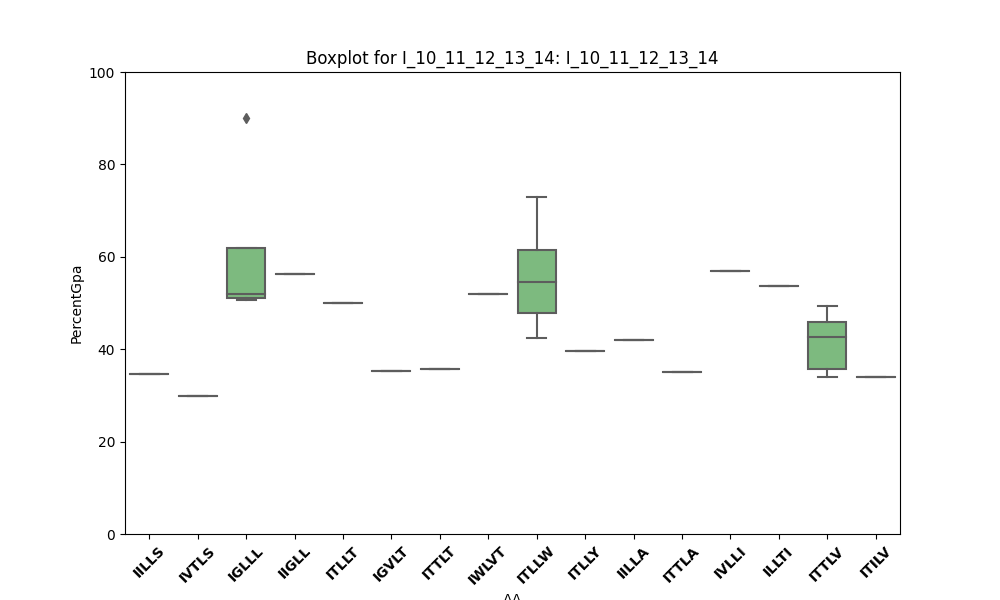 Boxplot for I_10_11_12_13_14: I_10_11_12_13_14
PercentGpa
100
80
60
40
20
0
IILLS
IVTLS
IGLLL
IIGLL
ITLLT
IGVLT
ITTLT
IWLVT
ITLLW
ITLLY
IILLA
ITTLA
IVLLI
ILLTI
ITTLV
ITILV
AA